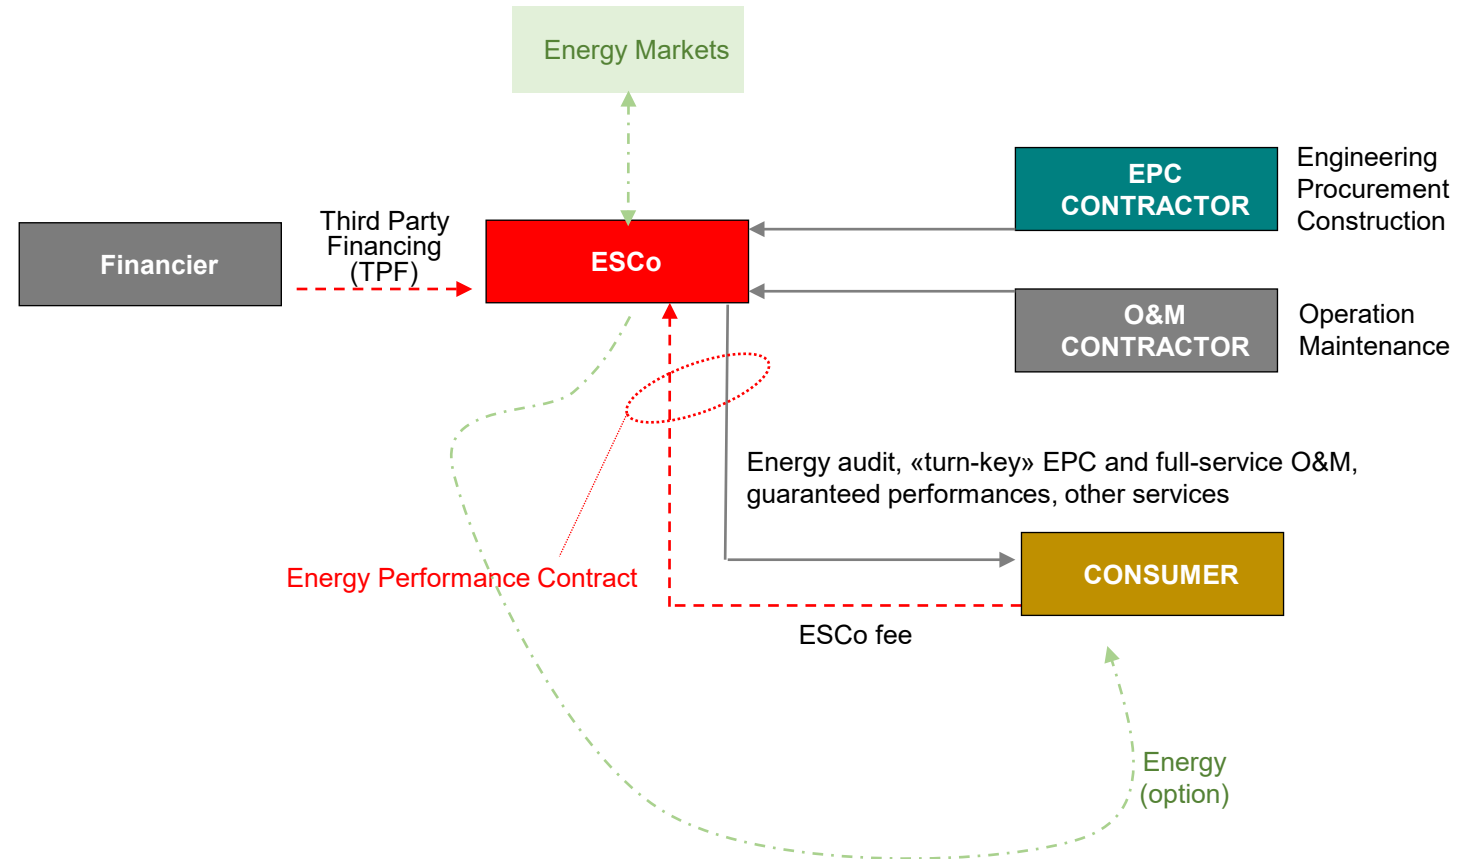 Energy Markets
EPC
CONTRACTOR
Engineering
Procurement
Construction
Third Party
Financing
(TPF)
Financier
ESCo
O&M
CONTRACTOR
Operation
Maintenance
Energy audit, «turn-key» EPC and full-service O&M,
guaranteed performances, other services
Energy Performance Contract
CONSUMER
ESCo fee
Energy
(option)